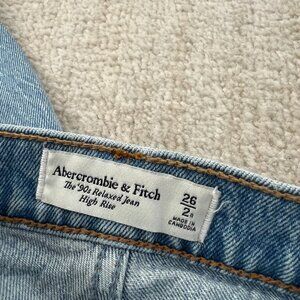 Abercrombie & Fitch
The '90s Relaxed Jean
High Rise
26
2R
MADE IN
CAMBODIA